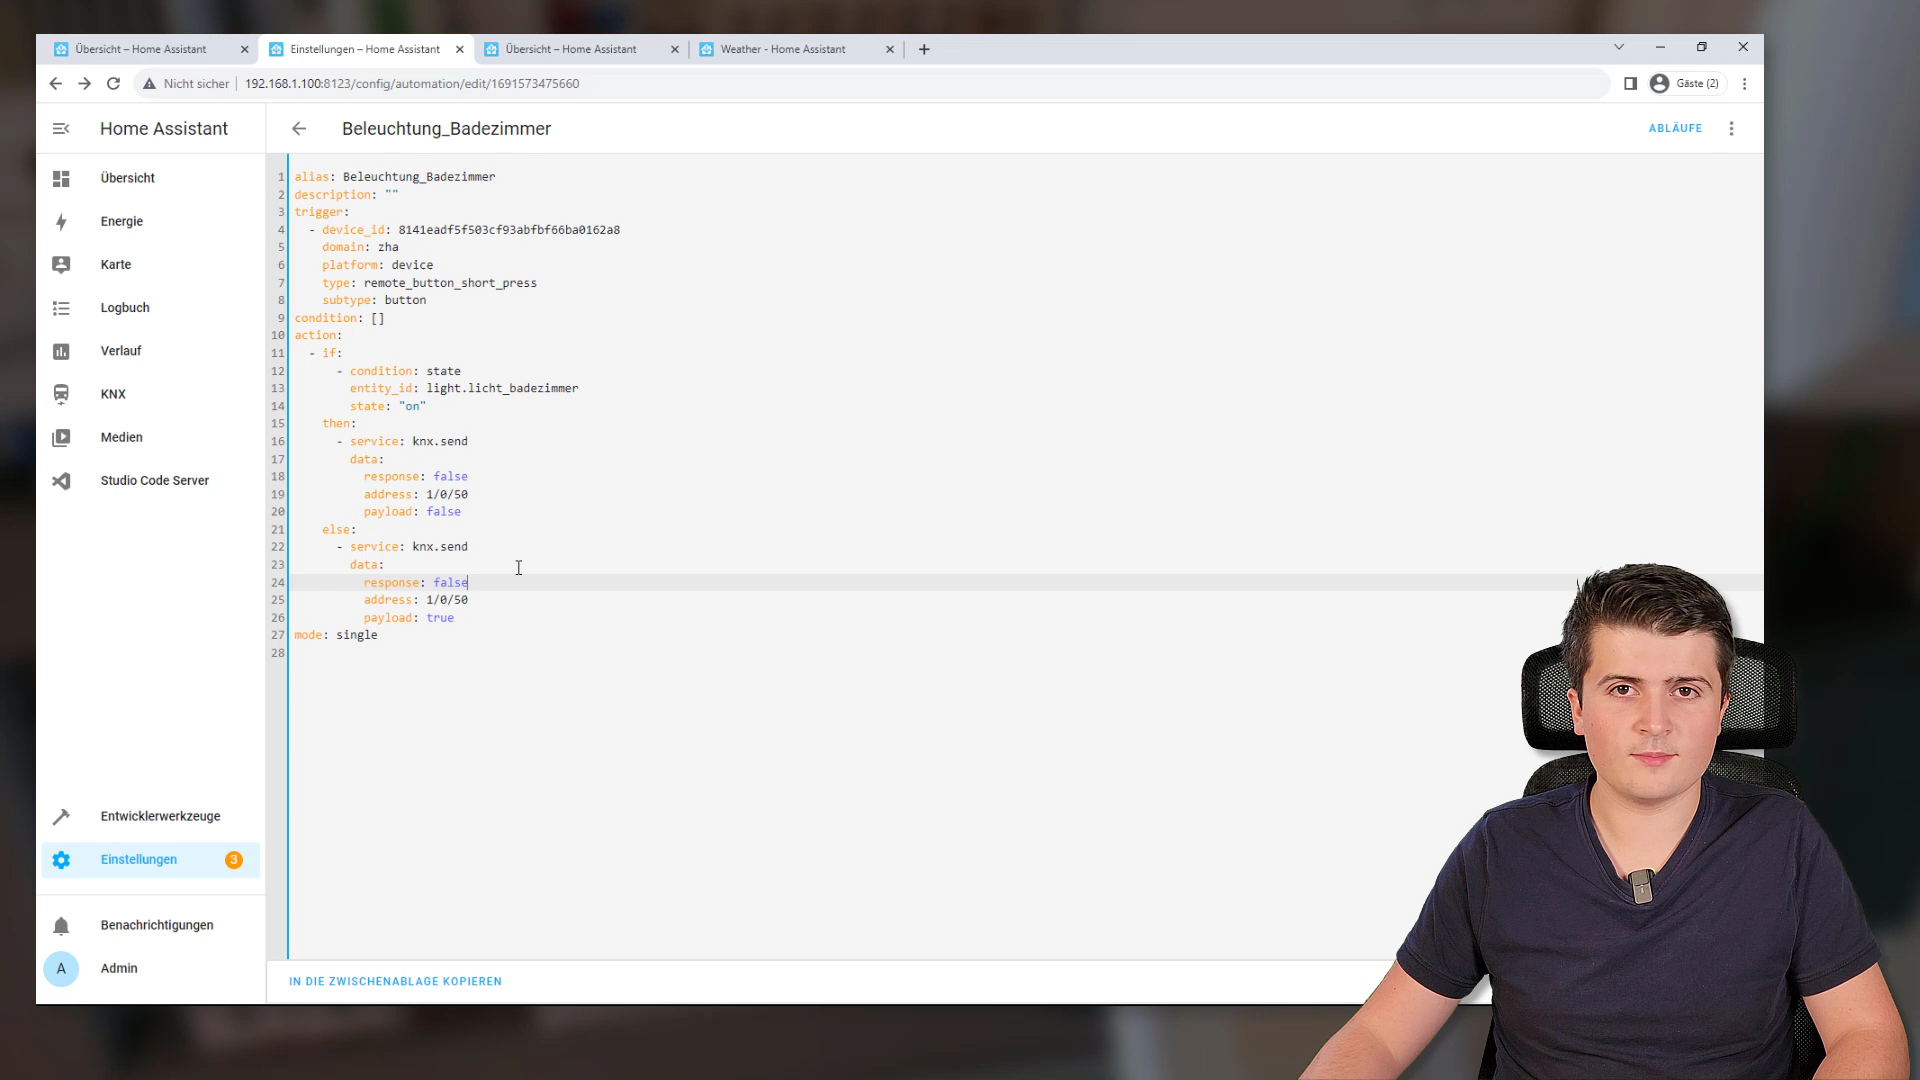 Übersicht – Home Assistant
Einstellungen – Home Assistant
Übersicht – Home Assistant
Weather - Home Assistant
Nicht sicher
192.168.1.100:8123/config/automation/edit/1691573475660
Gäste (2)
Home Assistant
Beleuchtung_Badezimmer
ABLÄUFE
Übersicht
Energie
Karte
Logbuch
Verlauf
KNX
Medien
Studio Code Server
Entwicklerwerkzeuge
Einstellungen 3
Benachrichtigungen
A Admin
1 alias: Beleuchtung_Badezimmer
2 description: ""
3 trigger:
4 - device_id: 8141eadf5f503cf93abfbf66ba0162a8
5 domain: zha
6 platform: device
7 type: remote_button_short_press
8 subtype: button
9 condition: []
10 action:
11 - if:
12 - condition: state
13 entity_id: light.licht_badezimmer
14 state: "on"
15 then:
16 - service: knx.send
17 data:
18 response: false
19 address: 1/0/50
20 payload: false
21 else:
22 - service: knx.send
23 data:
24 response: false
25 address: 1/0/50
26 payload: true
27 mode: single
28
IN DIE ZWISCHENABLAGE KOPIEREN